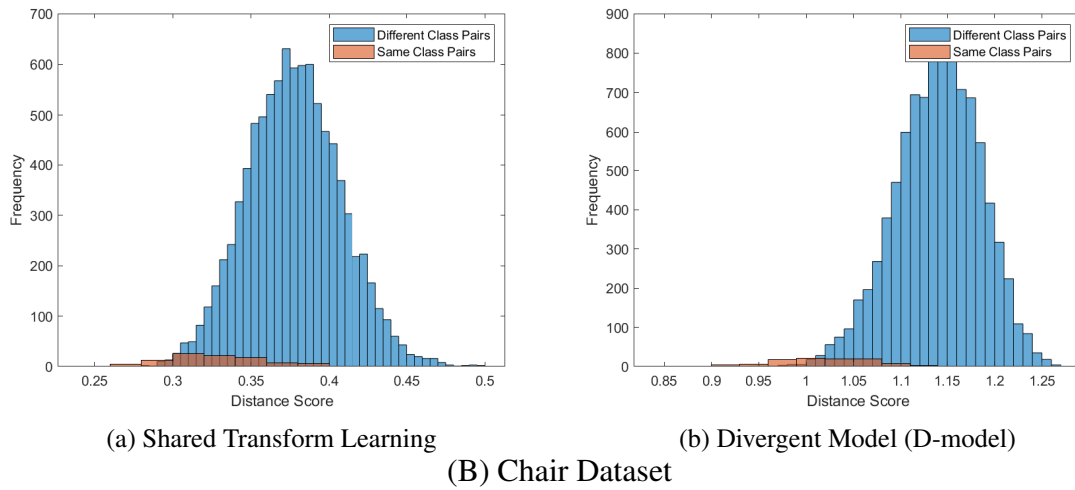 700
600
500
400
300
200
100
0
Frequency
0.25 0.3 0.35 0.4 0.45 0.5
Distance Score
Different Class Pairs
Same Class Pairs
(a) Shared Transform Learning
900
800
700
600
500
400
300
200
100
0
Frequency
0.85 0.9 0.95 1 1.05 1.1 1.15 1.2 1.25
Distance Score
Different Class Pairs
Same Class Pairs
(b) Divergent Model (D-model)
(B) Chair Dataset